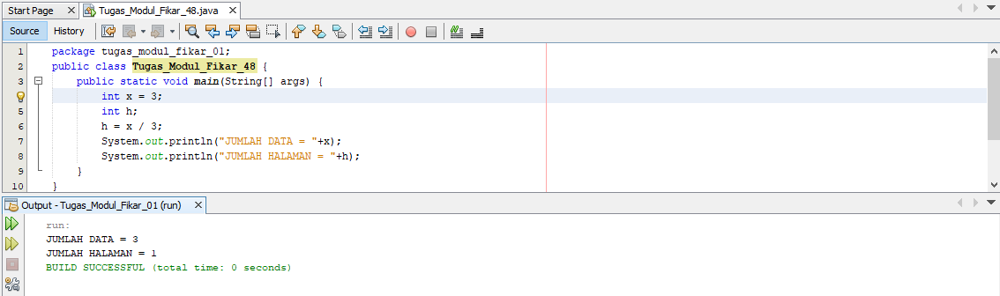 Start Page
Tugas_Modul_Fikar_48.java
Source
History
1 package tugas_modul_fikar_01;
2 public class Tugas_Modul_Fikar_48 {
3 public static void main(String[] args) {
int x = 3;
5 int h;
6 h = x / 3;
7 System.out.println("JUMLAH DATA = "+x);
8 System.out.println("JUMLAH HALAMAN = "+h);
9 }
10 }
Output - Tugas_Modul_Fikar_01 (run)
run:
JUMLAH DATA = 3
JUMLAH HALAMAN = 1
BUILD SUCCESSFUL (total time: 0 seconds)